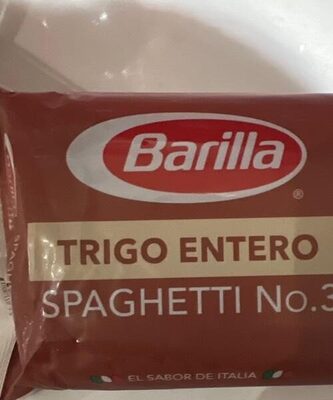 Barilla
®
TRIGO ENTERO
SPAGHETTI No.3
EL SABOR DE ITALIA